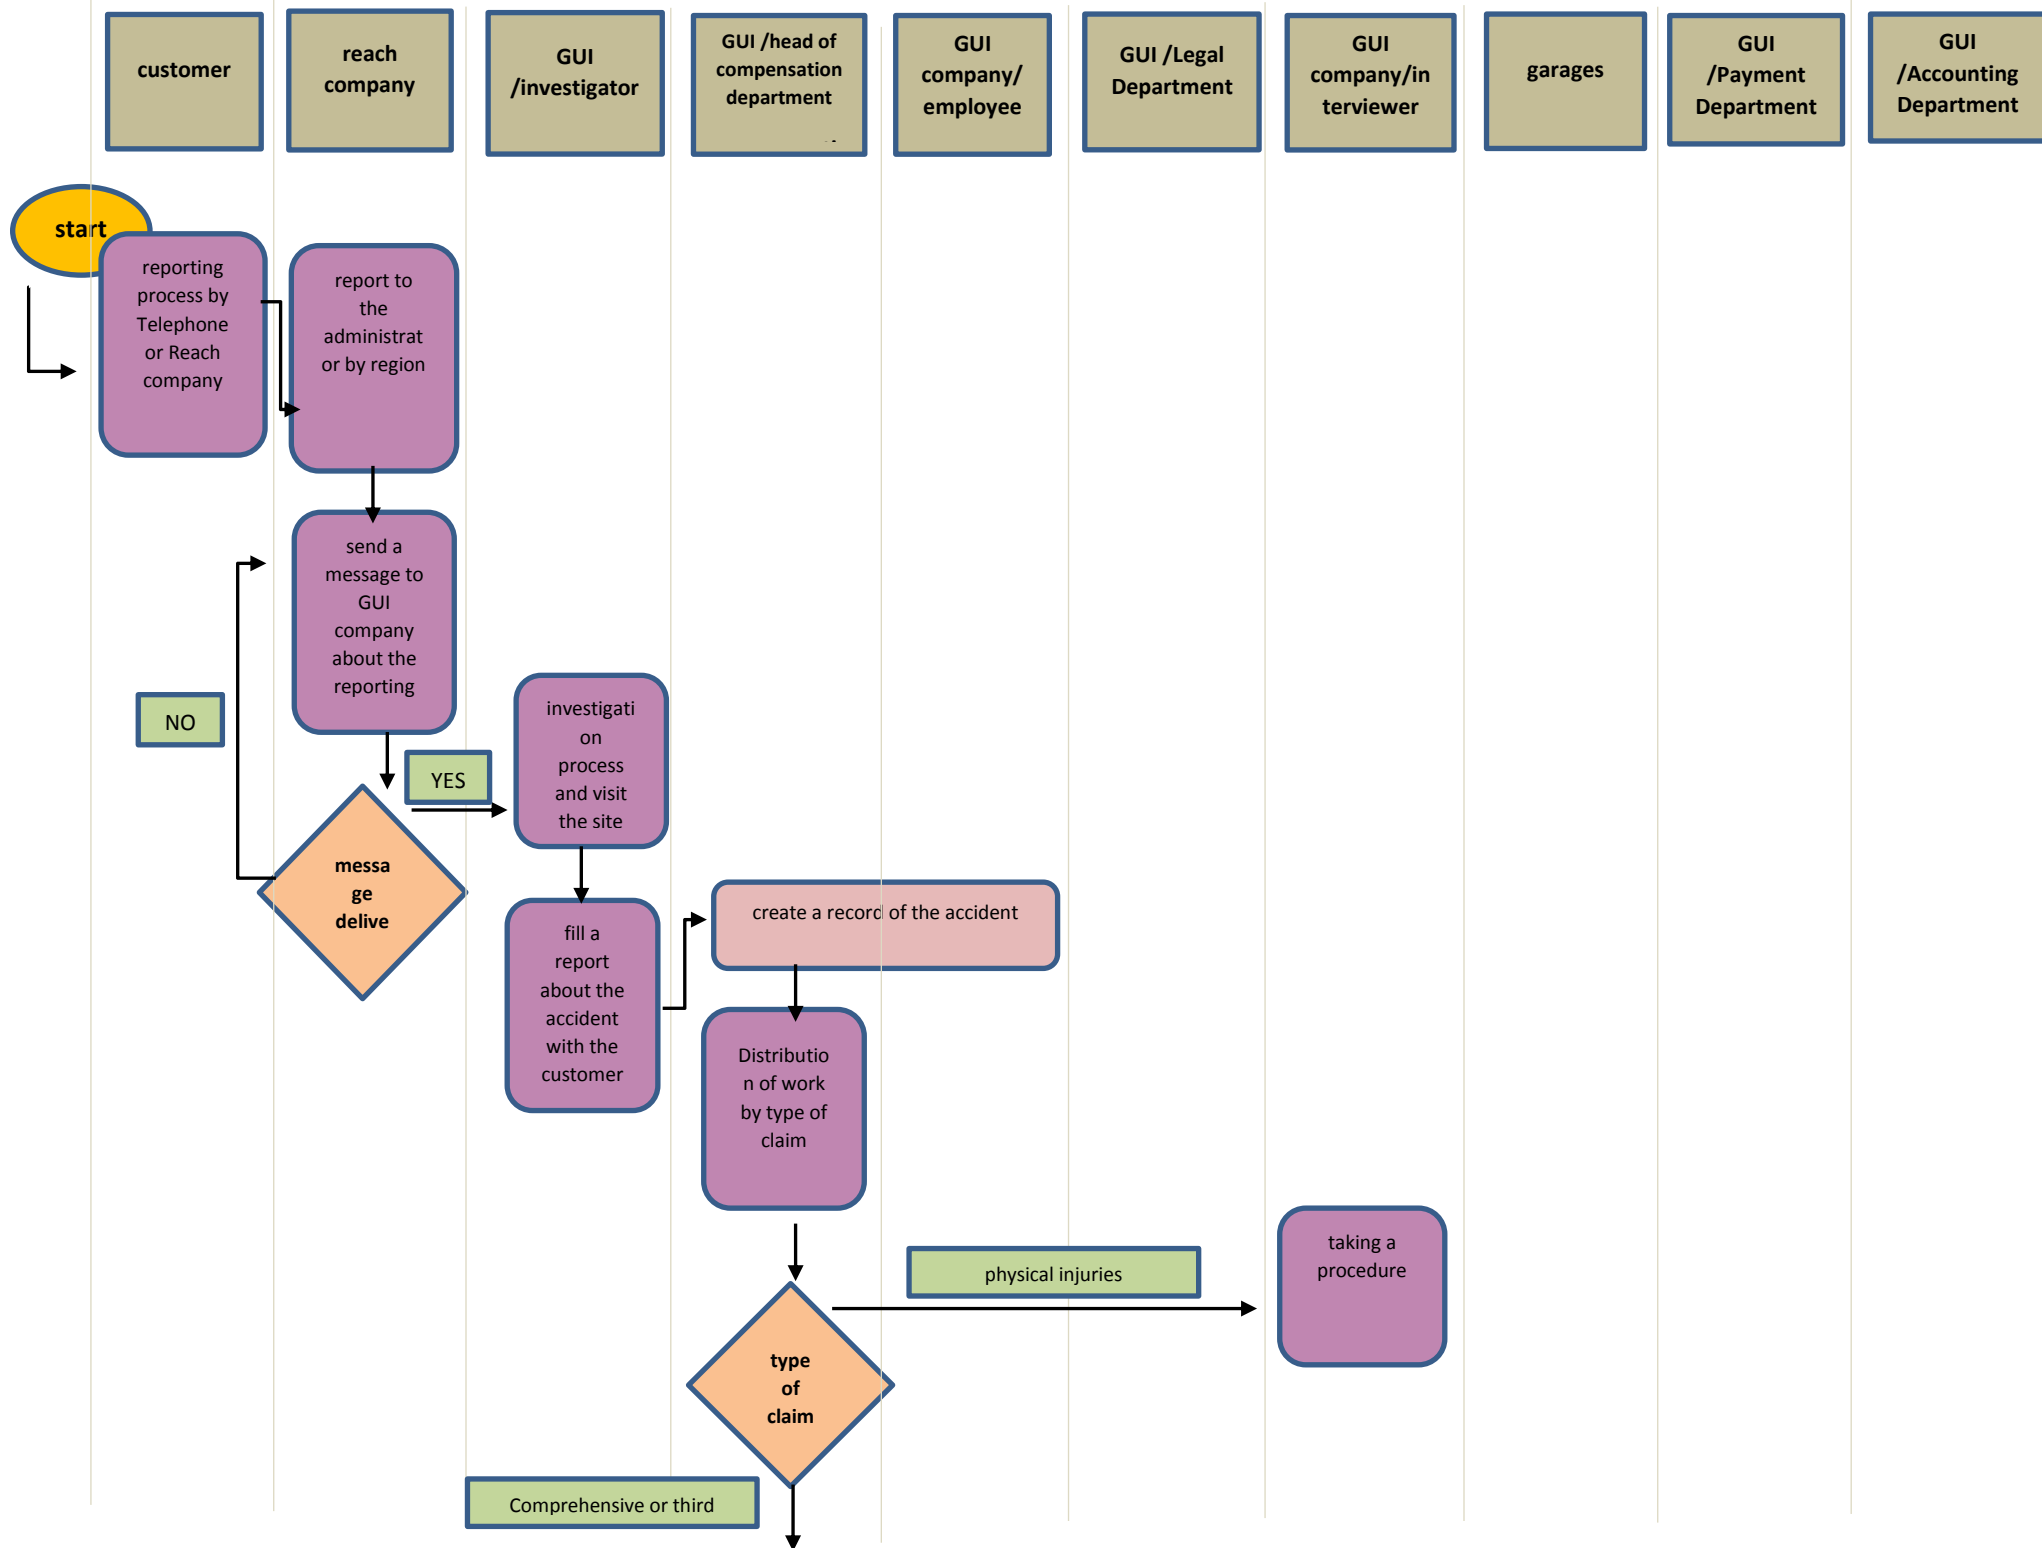 customer
reach
company
GUI
/investigator
GUI /head of
compensation
department
GUI
company/
employee
GUI /Legal
Department
GUI
company/in
terviewer
garages
GUI
/Payment
Department
GUI
/Accounting
Department
start
reporting
process by
Telephone
or Reach
company
report to
the
administrat
or by region
send a
message to
GUI
company
about the
reporting
NO
YES
investigati
on
process
and visit
the site
messa
ge
delive
fill a
report
about the
accident
with the
customer
create a record of the accident
Distributio
n of work
by type of
claim
physical injuries
taking a
procedure
type
of
claim
Comprehensive or third